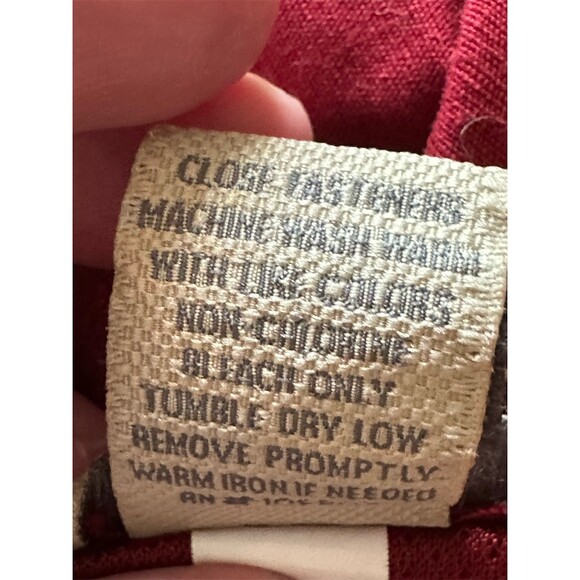 CLOSE FASTENERS
MACHINE WASH WARM
WITH LIKE COLORS
NON-CHLORINE
BLEACH ONLY
TUMBLE DRY LOW
REMOVE PROMPTLY
WARM IRON IF NEEDED
RN #